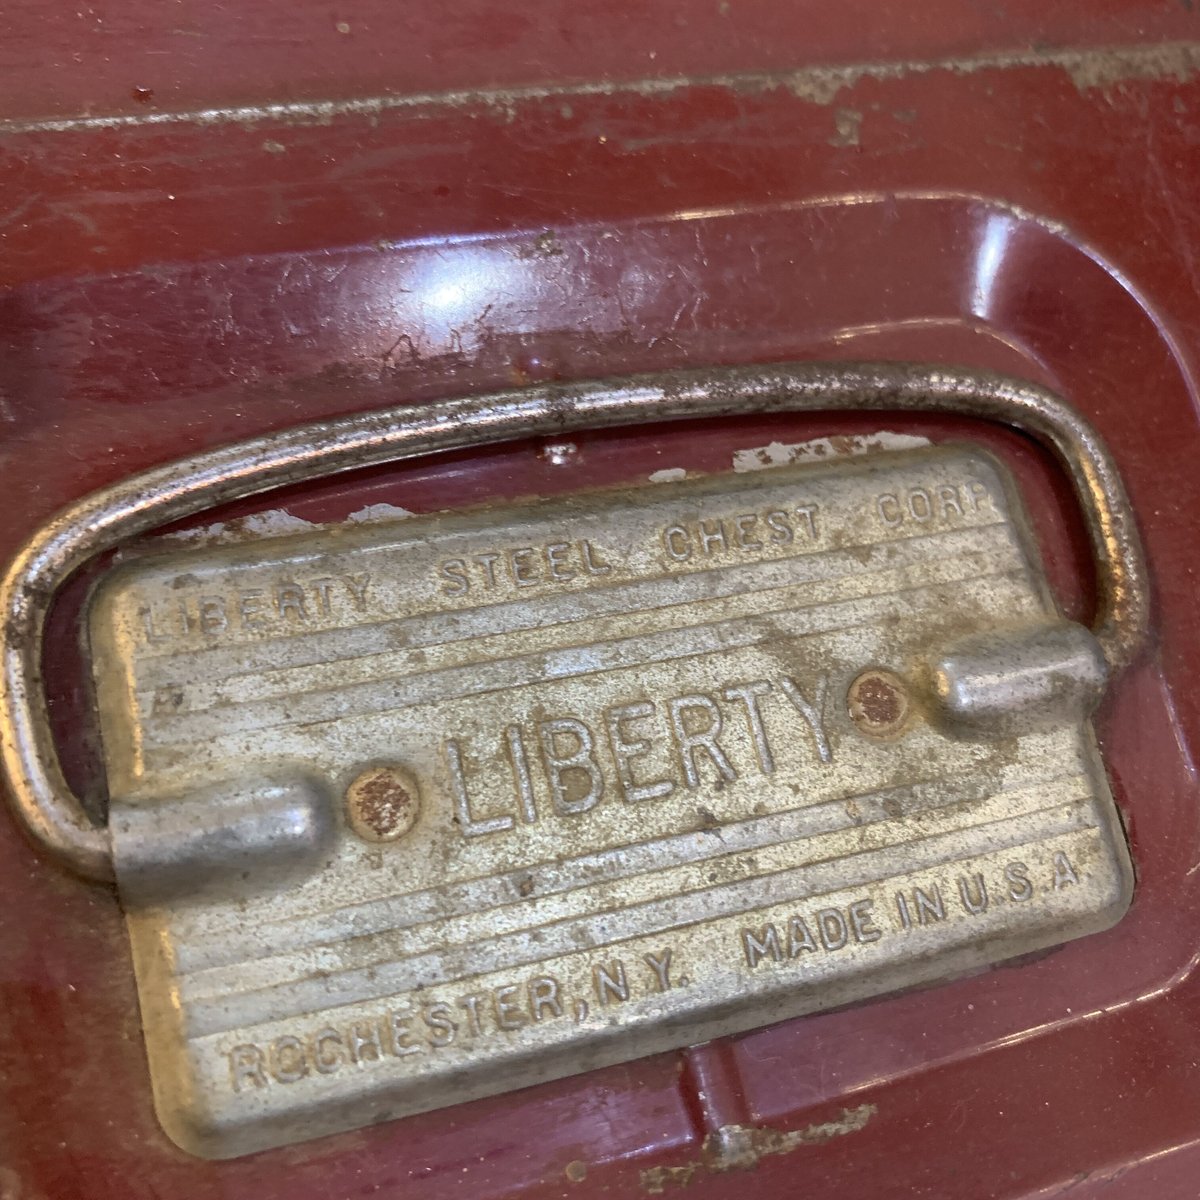 LIBERTY STEEL CHEST CORP
LIBERTY
ROCHESTER, N.Y. MADE IN U.S.A